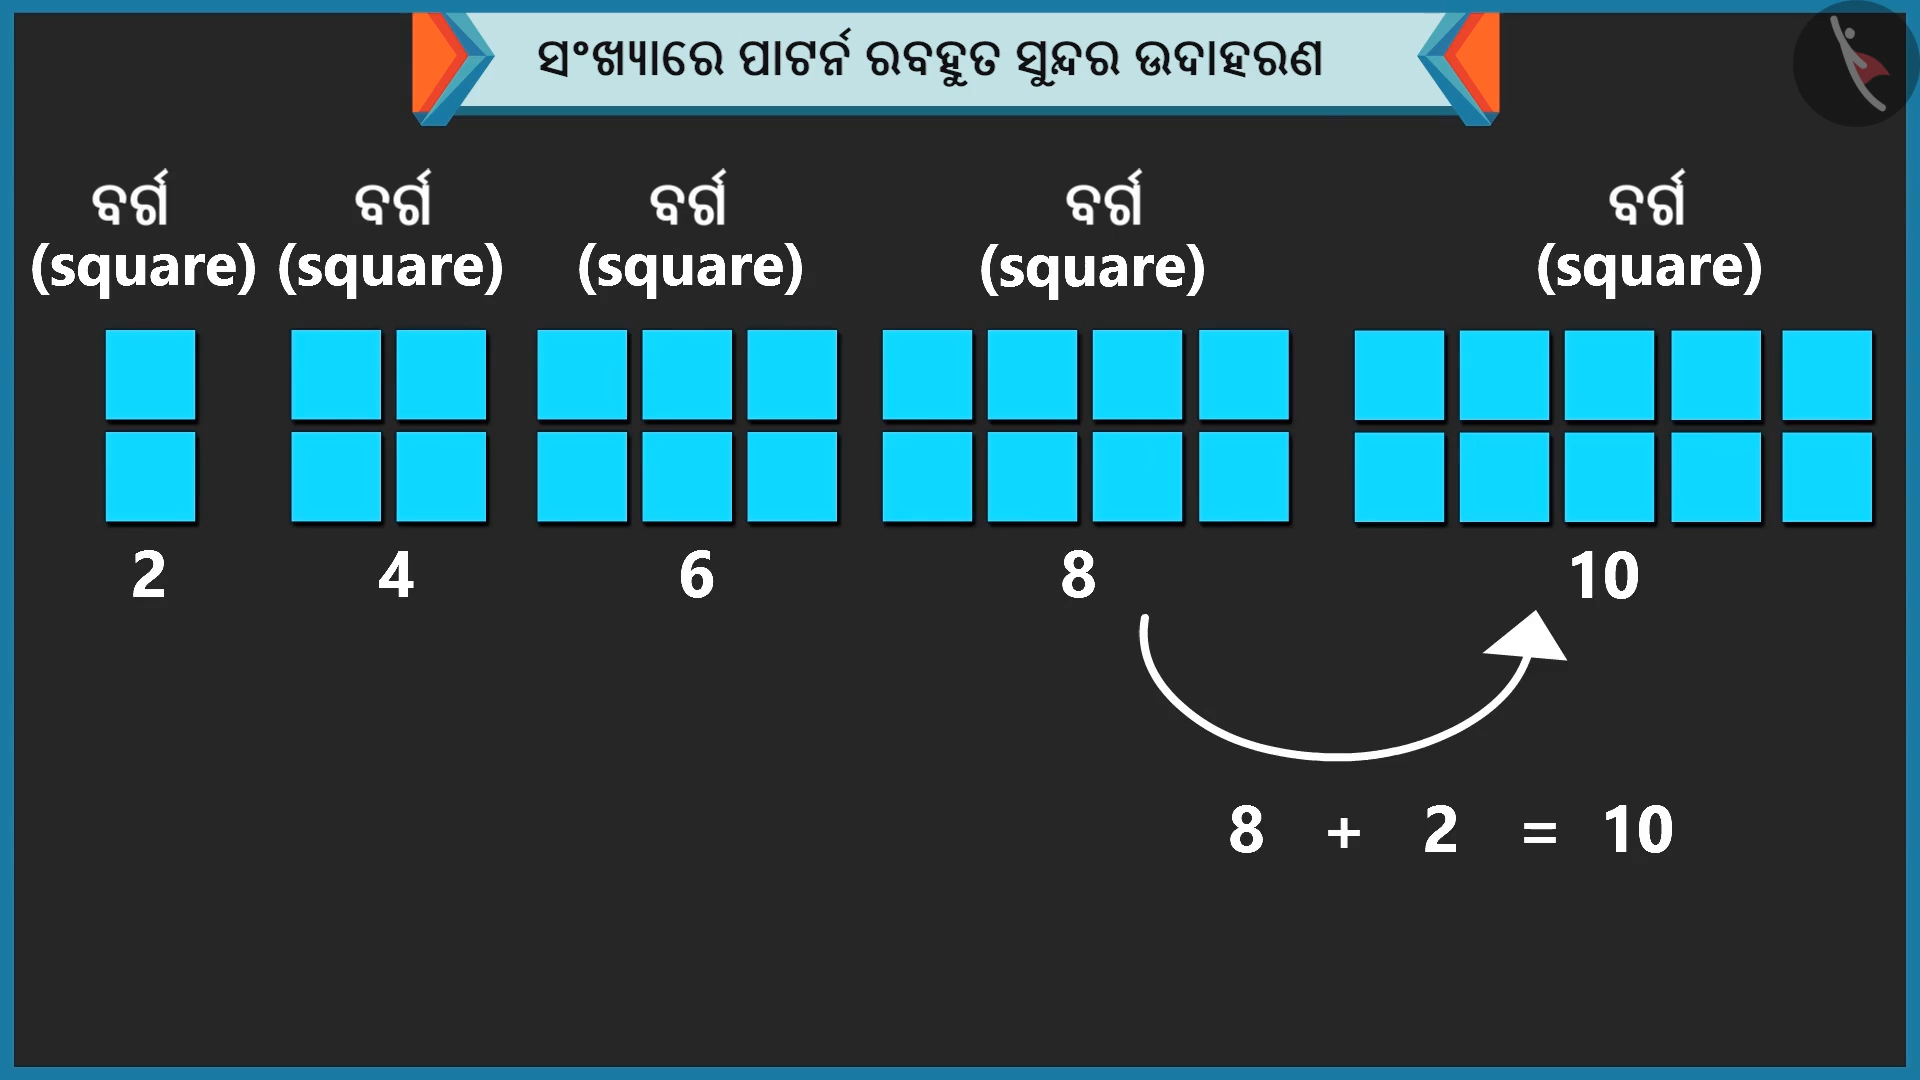 ସଂଖ୍ୟାରେ ପାଟର୍ନ ରବହୁତ ସୁନ୍ଦର ଉଦାହରଣ
ବର୍ଗ ବର୍ଗ ବର୍ଗ ବର୍ଗ ବର୍ଗ
(square) (square) (square) (square) (square)
2 4 6 8 10
8 + 2 = 10